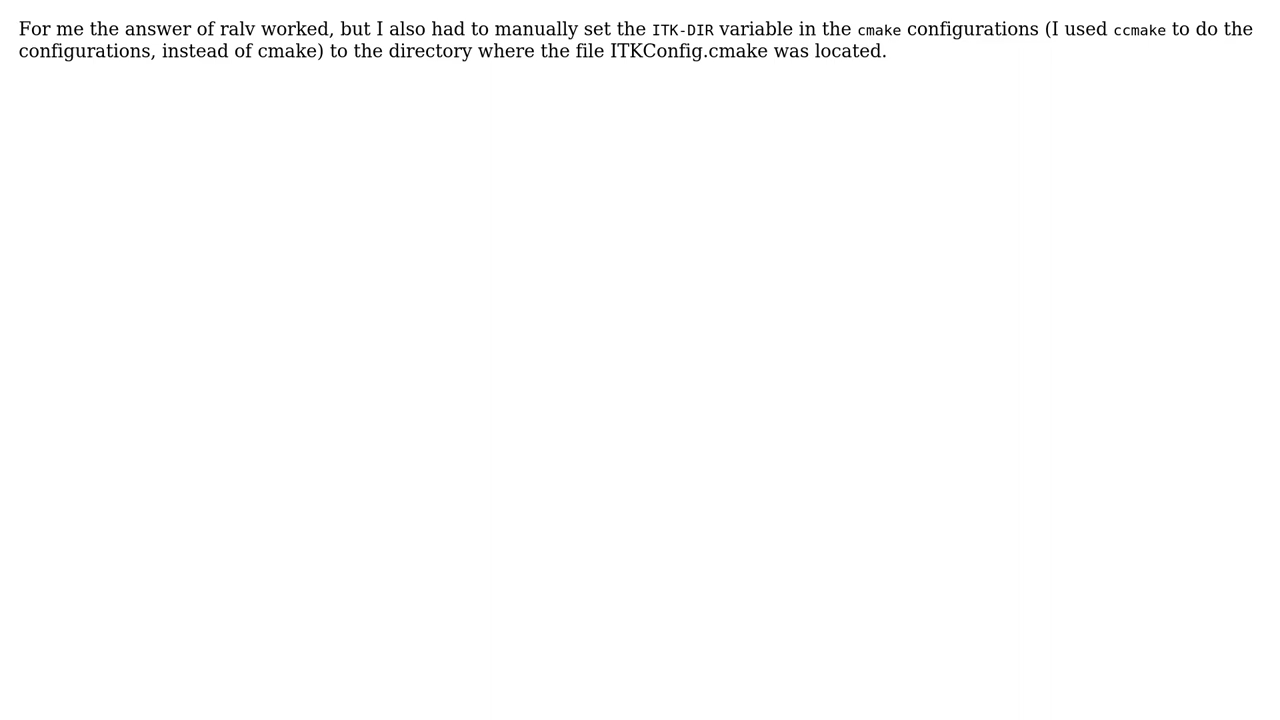 For me the answer of ralv worked, but I also had to manually set the ITK-DIR variable in the cmake configurations (I used ccmake to do the
configurations, instead of cmake) to the directory where the file ITKConfig.cmake was located.